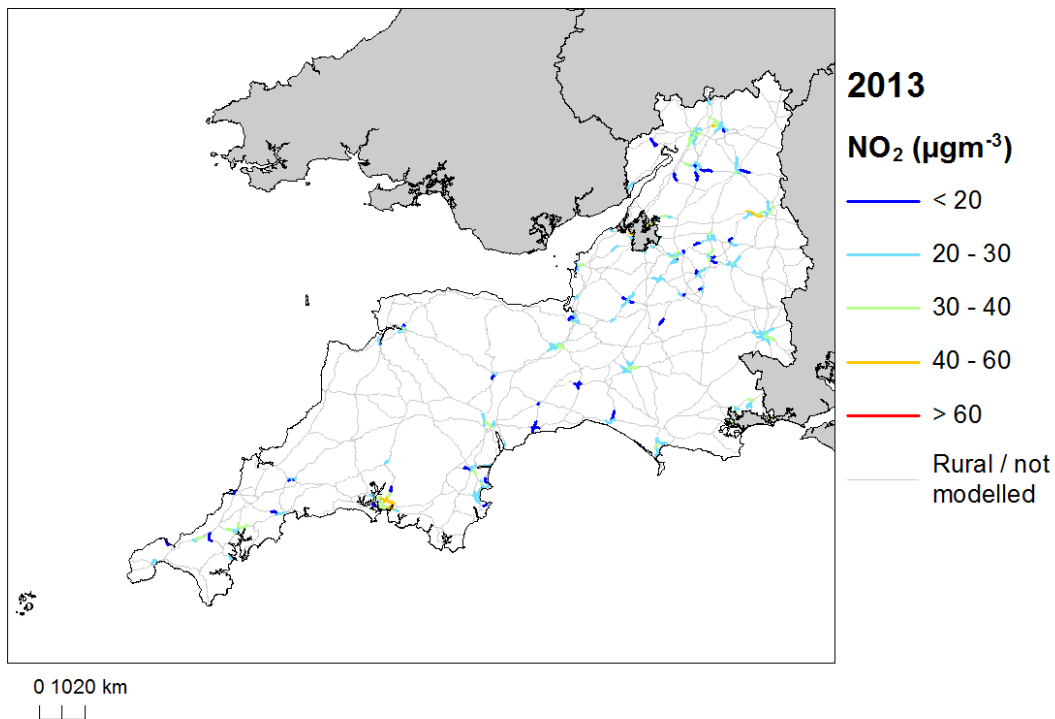 2013
NO₂ (µgm⁻³)
< 20
20 - 30
30 - 40
40 - 60
> 60
Rural / not
modelled
0 1020 km